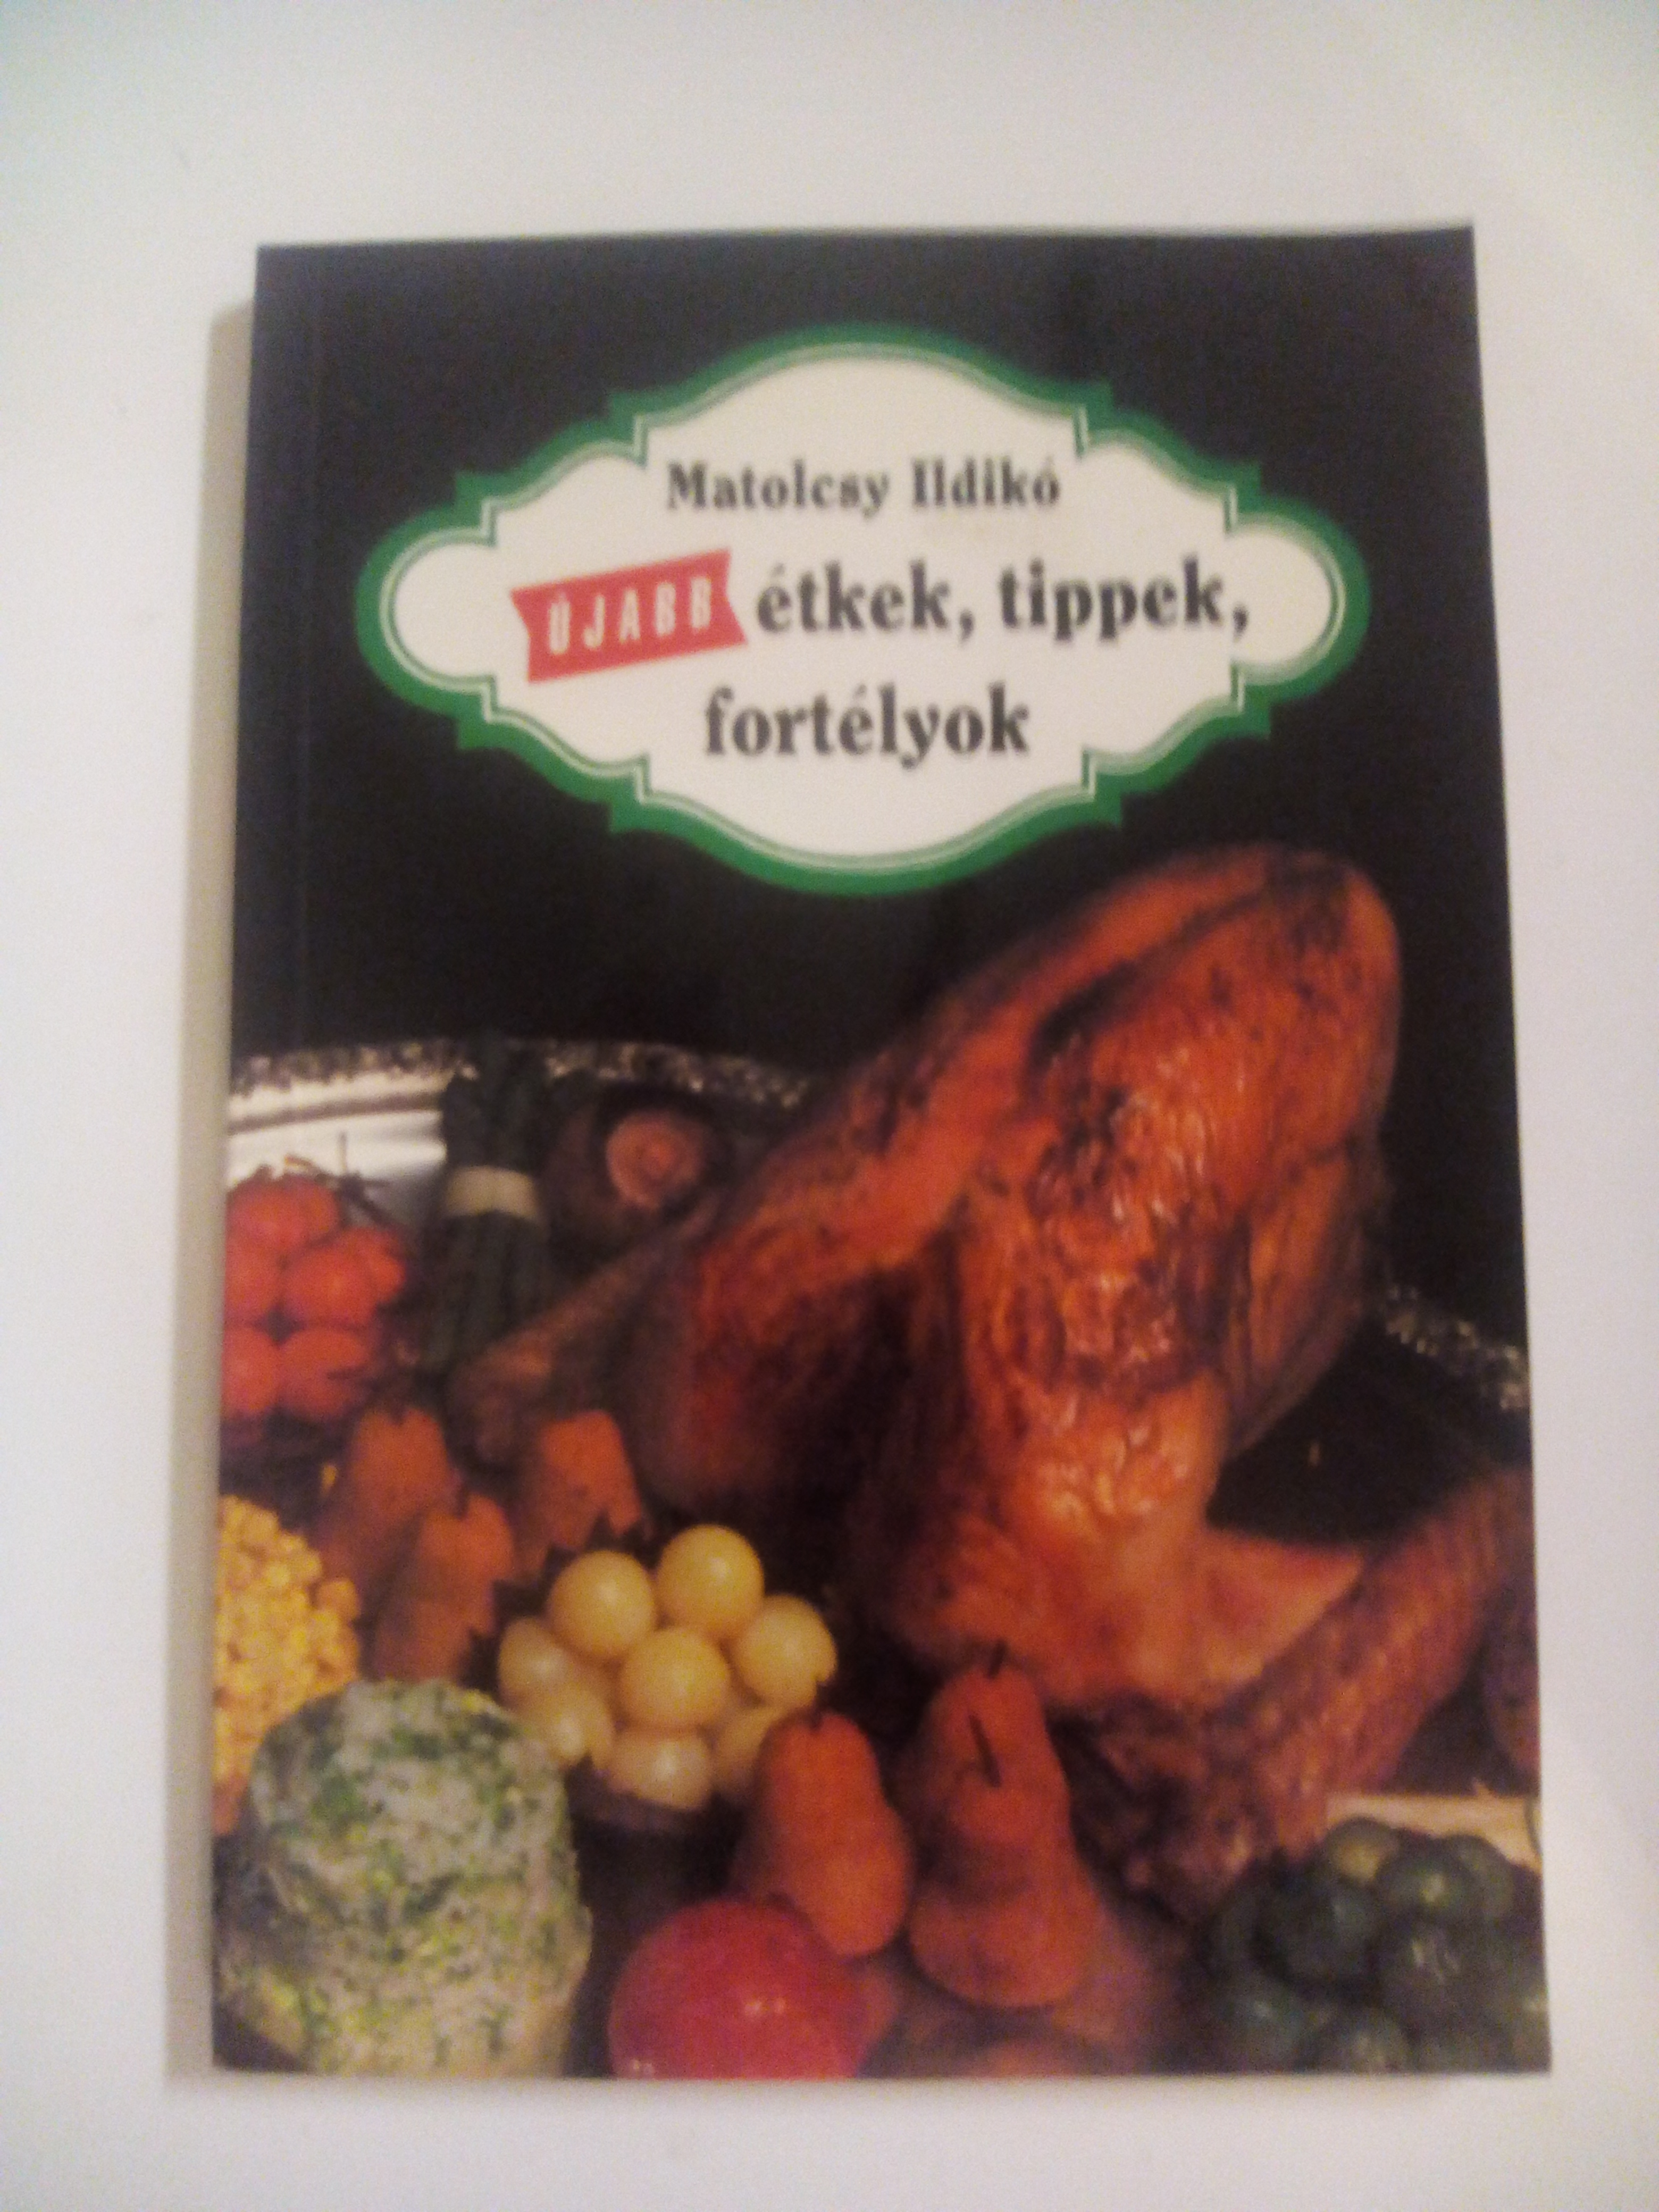 Matolcsy Ildikó
ÚJABB étkek, tippek,
fortélyok